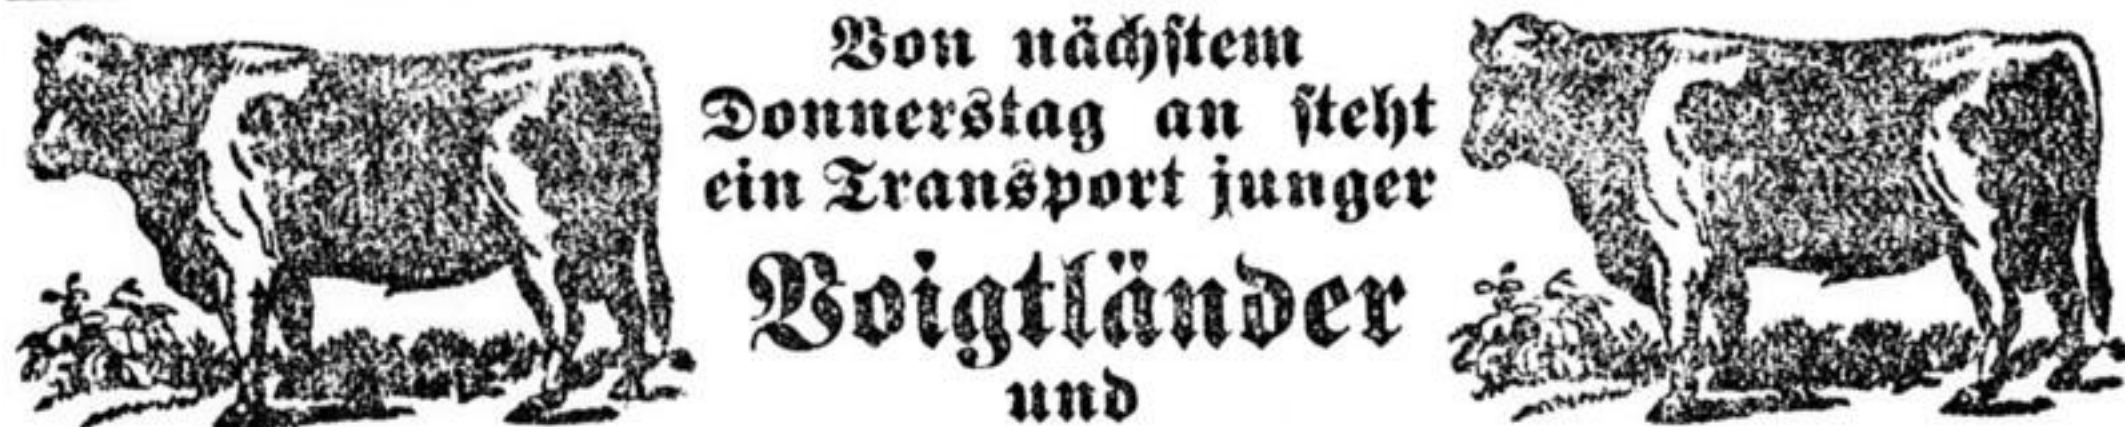 Von nächstem
Donnerstag an steht
ein Transport junger
Voigtländer
und